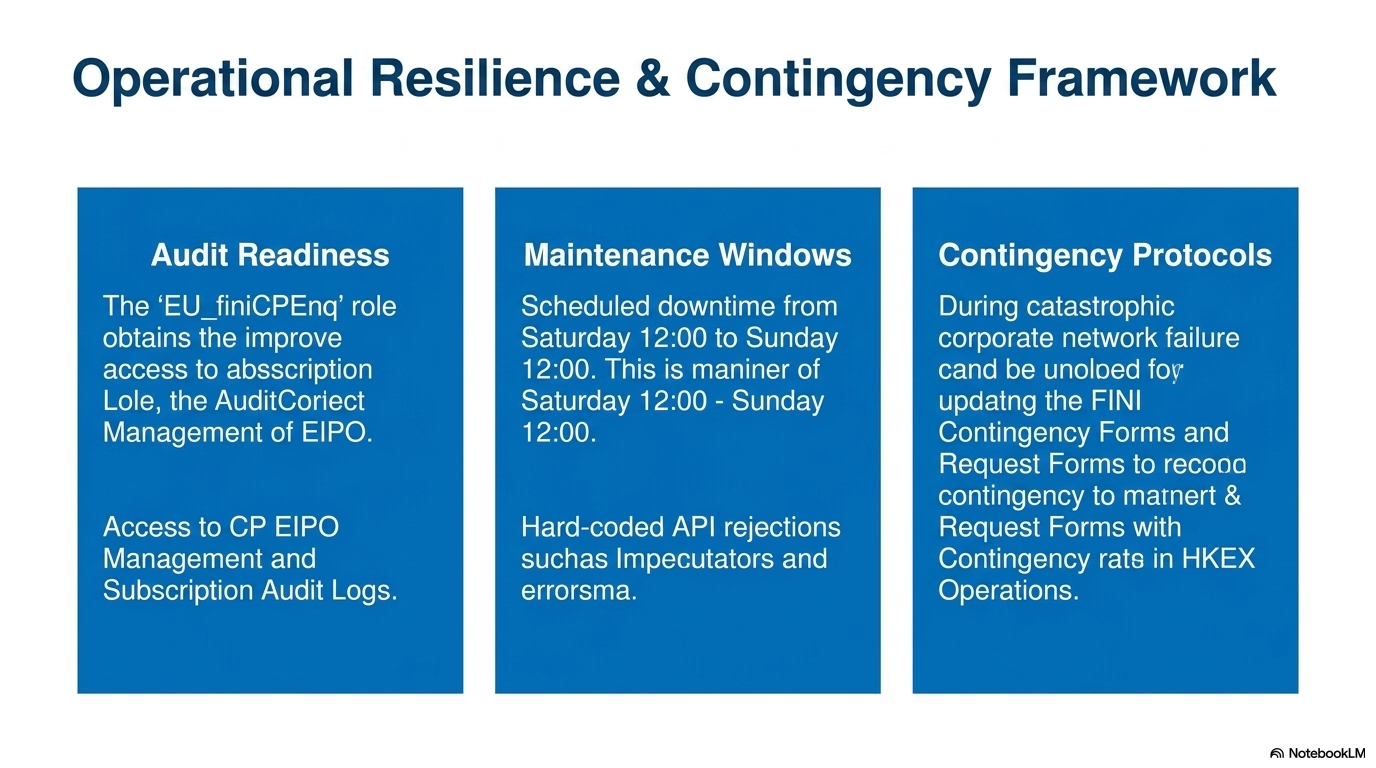 Operational Resilience & Contingency Framework
Audit Readiness
The ‘EU_finiCPEnq’ role
obtains the improve
access to absscription
Lole, the AuditCoriect
Management of EIPO.
Access to CP EIPO
Management and
Subscription Audit Logs.
Maintenance Windows
Scheduled downtime from
Saturday 12:00 to Sunday
12:00. This is maniner of
Saturday 12:00 - Sunday
12:00.
Hard-coded API rejections
suchas Impecutators and
errorsma.
Contingency Protocols
During catastrophic
corporate network failure
cand be
updatng the FINI
Contingency Forms and
Request Forms to
contingency to &
Request Forms with
Contingency rats in HKEX
Operations.
NotebookLM